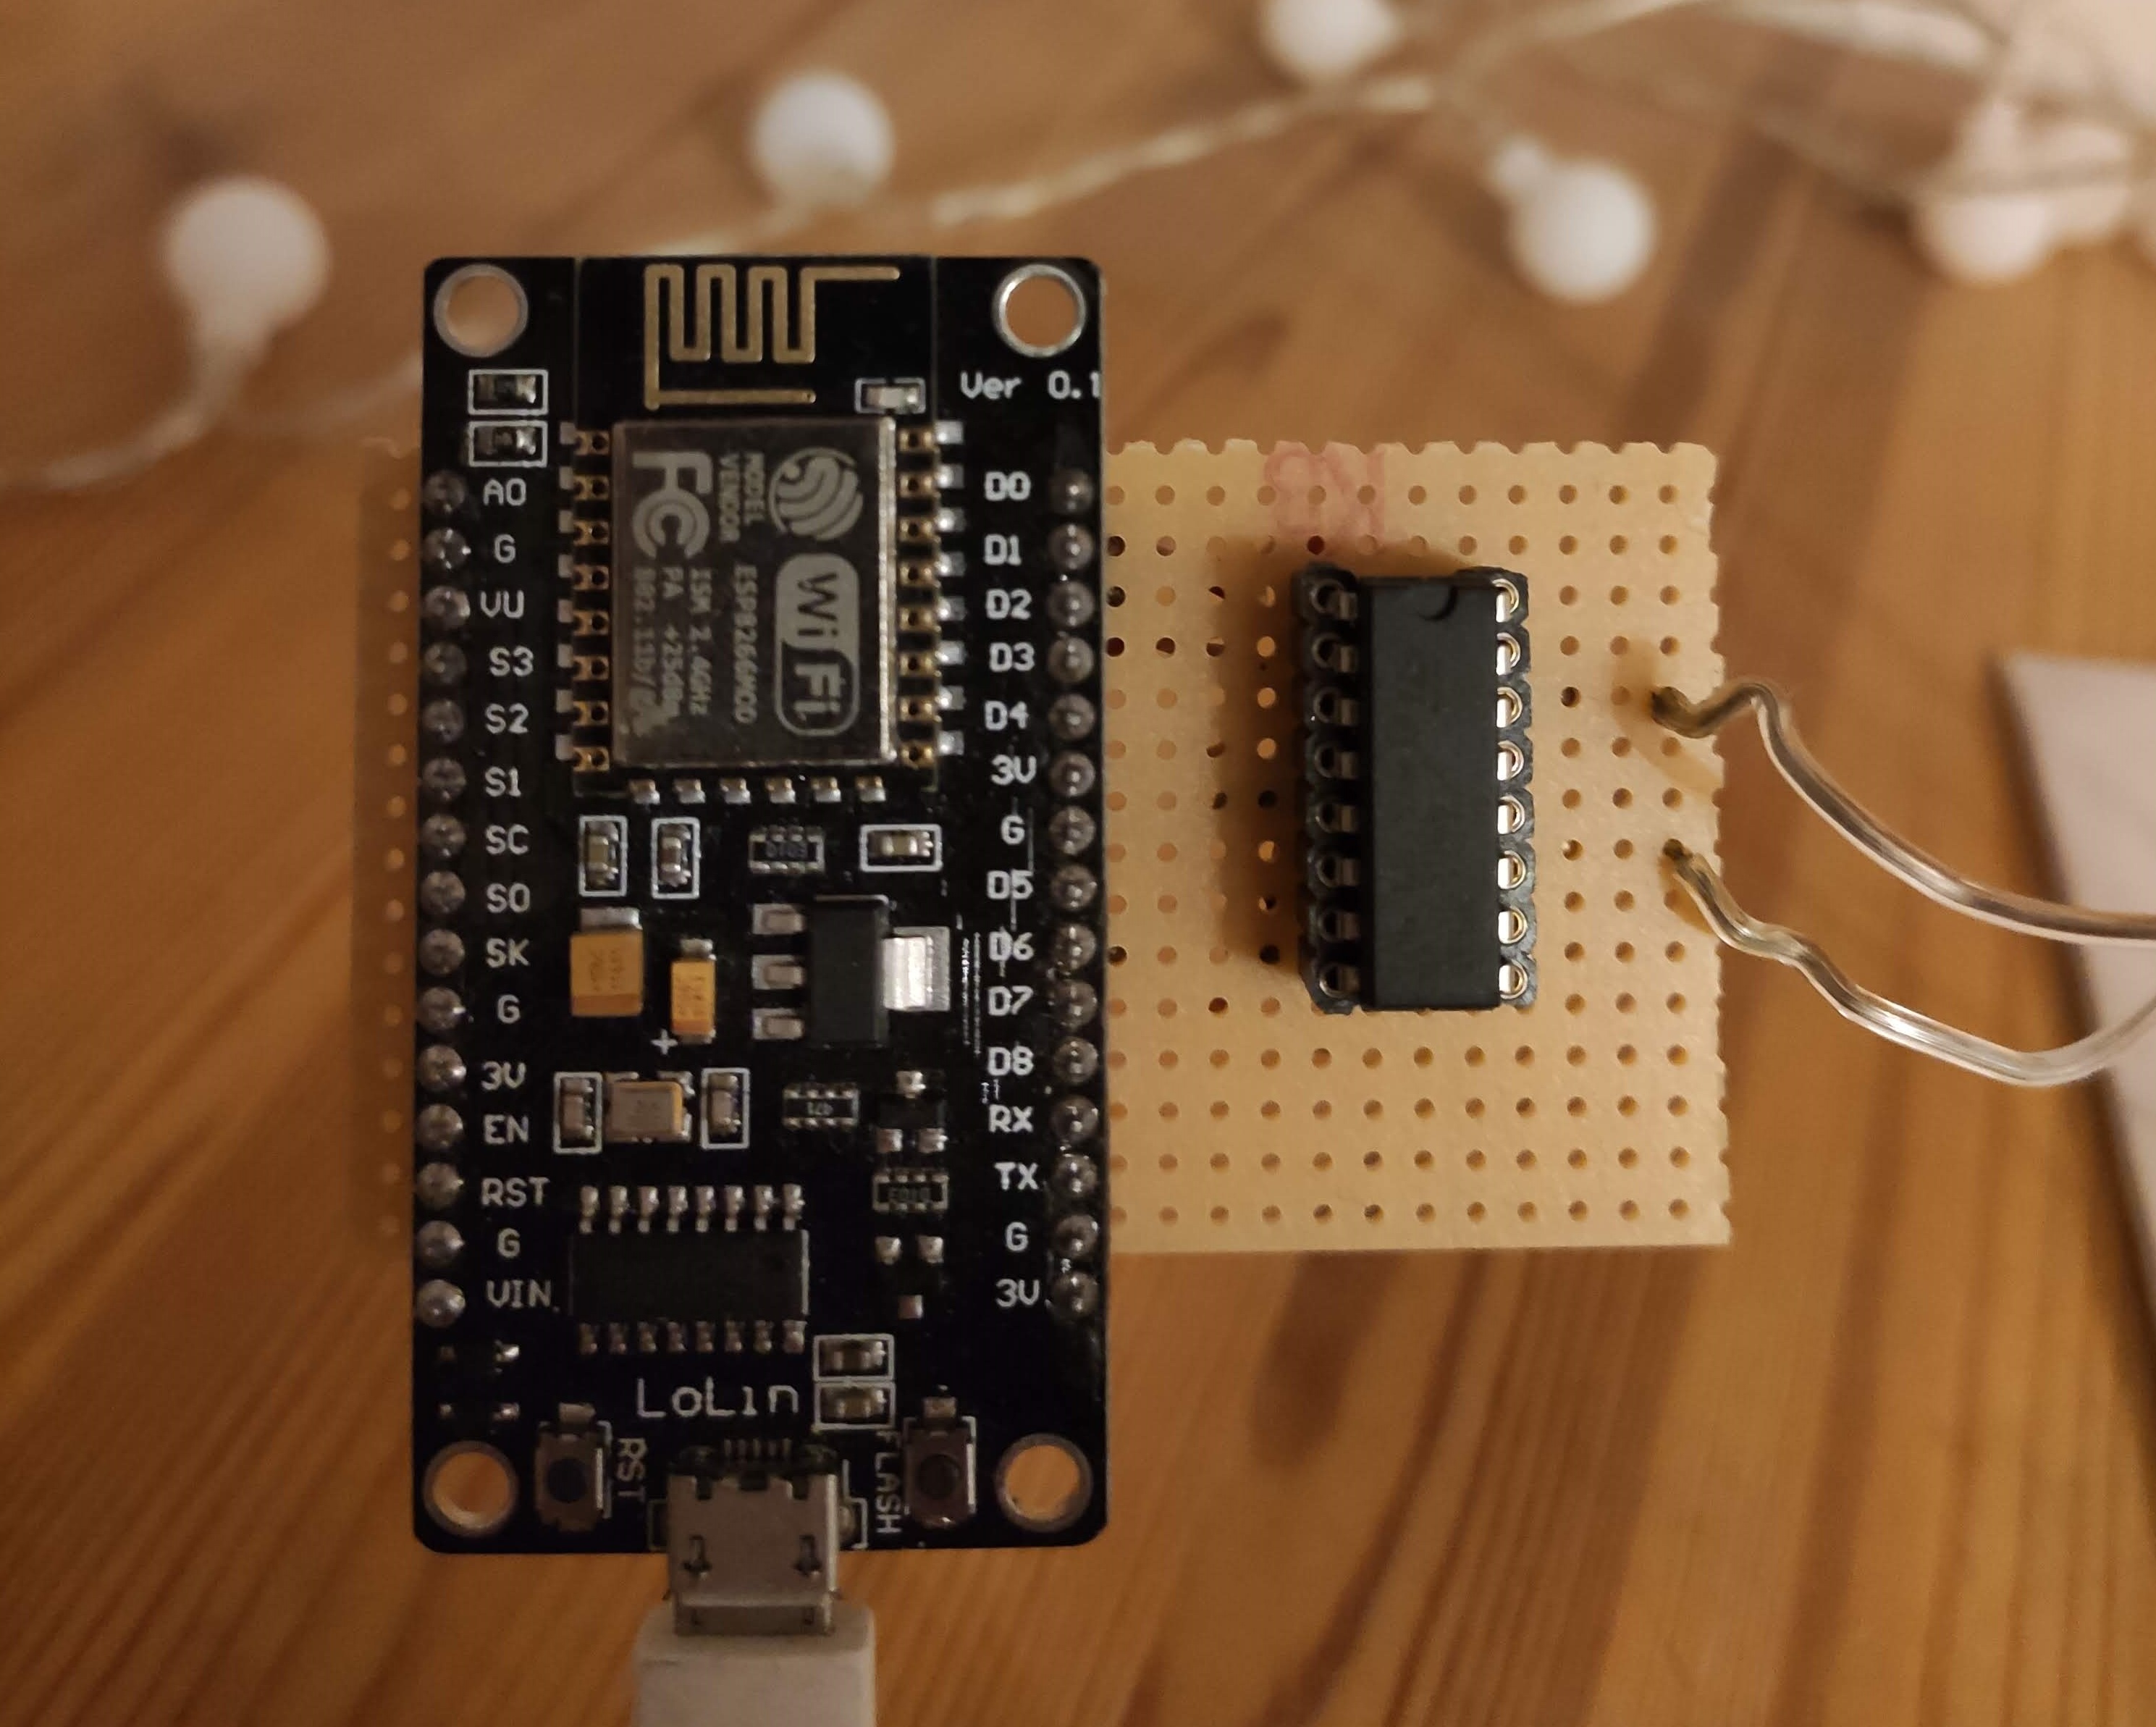 Ver 0.1
A0
G
VU
S3
S2
S1
SC
S0
SK
G
3V
EN
RST
G
VIN
D0
D1
D2
D3
D4
3V
G
D5
D6
D7
D8
RX
TX
G
3V
WiFi
MODEL ESP8266MOD
VENDOR
ISM 2.4GHz
PA +25dBm
802.11b/g/n
FC
+
471
LoLin
RST
FLASH